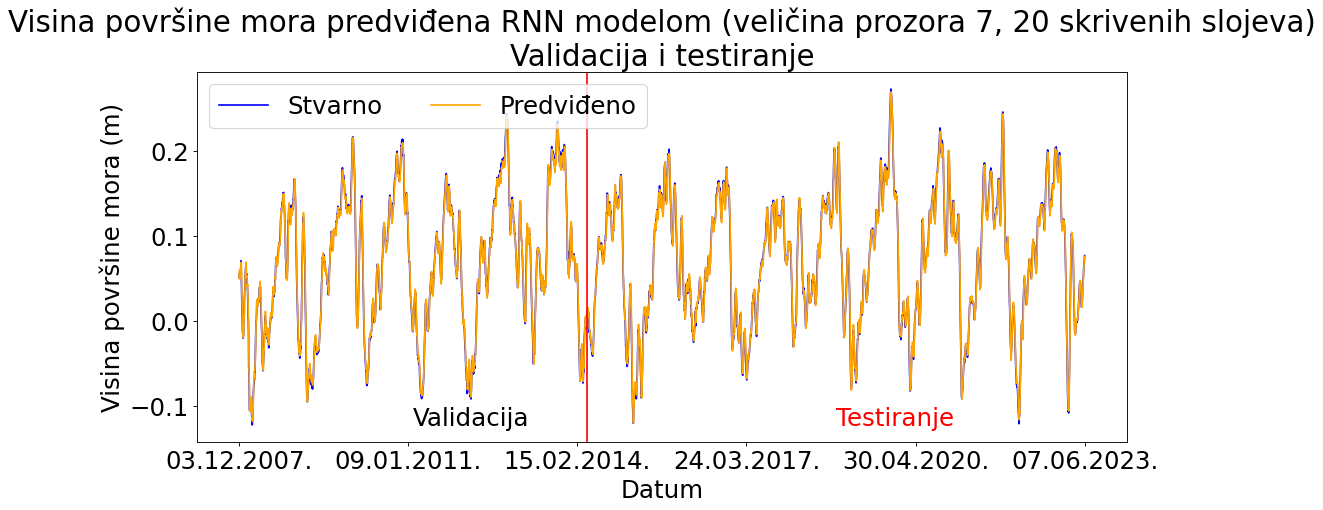 Visina površine mora predviđena RNN modelom (veličina prozora 7, 20 skrivenih slojeva)
Validacija i testiranje
Stvarno Predviđeno
Visina površine mora (m)
0.2
0.1
0.0
−0.1
Validacija Testiranje
03.12.2007. 09.01.2011. 15.02.2014. 24.03.2017. 30.04.2020. 07.06.2023.
Datum